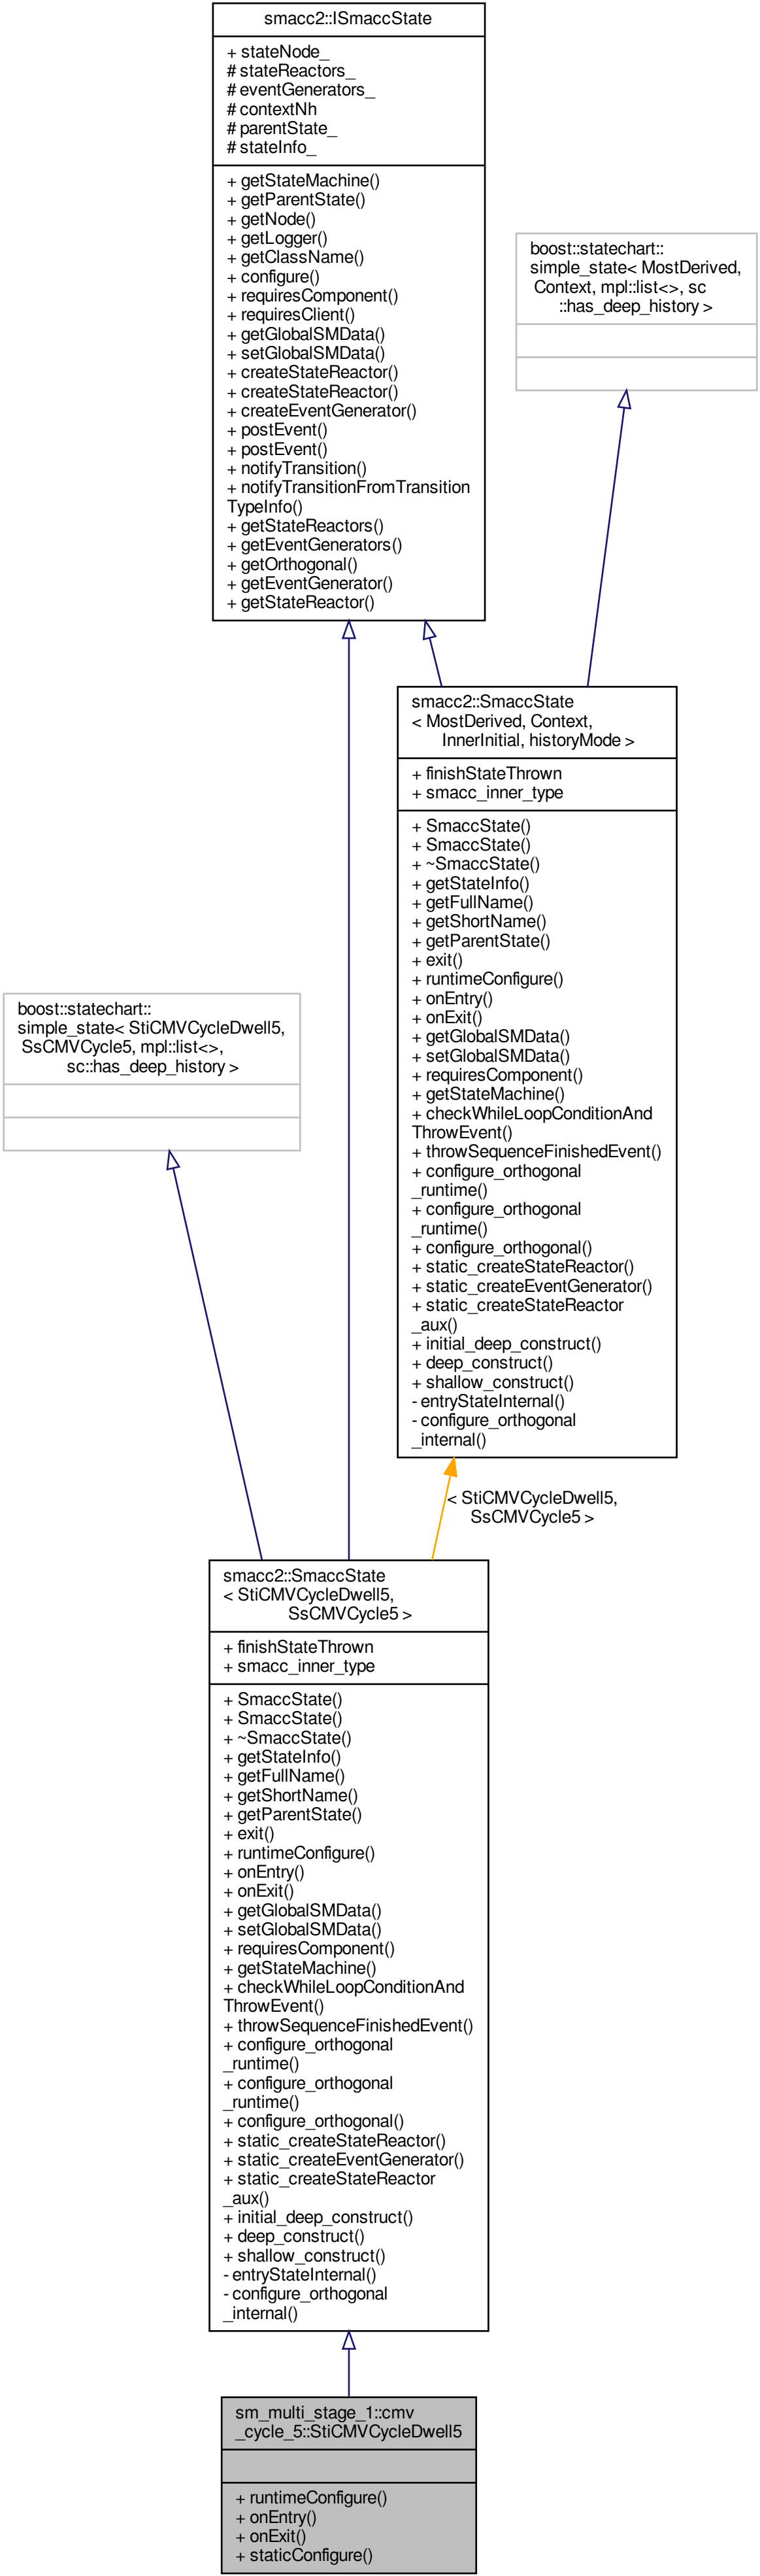 smacc2::ISmaccState
+ stateNode_
# stateReactors_
# eventGenerators_
# contextNh
# parentState_
# stateInfo_
+ getStateMachine()
+ getParentState()
+ getNode()
+ getLogger()
+ getClassName()
+ configure()
+ requiresComponent()
+ requiresClient()
+ getGlobalSMData()
+ setGlobalSMData()
+ createStateReactor()
+ createStateReactor()
+ createEventGenerator()
+ postEvent()
+ postEvent()
+ notifyTransition()
+ notifyTransitionFromTransition
TypeInfo()
+ getStateReactors()
+ getEventGenerators()
+ getOrthogonal()
+ getEventGenerator()
+ getStateReactor()
boost::statechart::
simple_state< MostDerived,
Context, mpl::list<>, sc
::has_deep_history >
smacc2::SmaccState
< MostDerived, Context,
InnerInitial, historyMode >
+ finishStateThrown
+ smacc_inner_type
+ SmaccState()
+ SmaccState()
+ ~SmaccState()
+ getStateInfo()
+ getFullName()
+ getShortName()
+ getParentState()
+ exit()
+ runtimeConfigure()
+ onEntry()
+ onExit()
+ getGlobalSMData()
+ setGlobalSMData()
+ requiresComponent()
+ getStateMachine()
+ checkWhileLoopConditionAnd
ThrowEvent()
+ throwSequenceFinishedEvent()
+ configure_orthogonal
_runtime()
+ configure_orthogonal
_runtime()
+ configure_orthogonal()
+ static_createStateReactor()
+ static_createEventGenerator()
+ static_createStateReactor
_aux()
+ initial_deep_construct()
+ deep_construct()
+ shallow_construct()
- entryStateInternal()
- configure_orthogonal
_internal()
boost::statechart::
simple_state< StiCMVCycleDwell5,
SsCMVCycle5, mpl::list<>,
sc::has_deep_history >
< StiCMVCycleDwell5,
SsCMVCycle5 >
smacc2::SmaccState
< StiCMVCycleDwell5,
SsCMVCycle5 >
+ finishStateThrown
+ smacc_inner_type
+ SmaccState()
+ SmaccState()
+ ~SmaccState()
+ getStateInfo()
+ getFullName()
+ getShortName()
+ getParentState()
+ exit()
+ runtimeConfigure()
+ onEntry()
+ onExit()
+ getGlobalSMData()
+ setGlobalSMData()
+ requiresComponent()
+ getStateMachine()
+ checkWhileLoopConditionAnd
ThrowEvent()
+ throwSequenceFinishedEvent()
+ configure_orthogonal
_runtime()
+ configure_orthogonal
_runtime()
+ configure_orthogonal()
+ static_createStateReactor()
+ static_createEventGenerator()
+ static_createStateReactor
_aux()
+ initial_deep_construct()
+ deep_construct()
+ shallow_construct()
- entryStateInternal()
- configure_orthogonal
_internal()
sm_multi_stage_1::cmv
_cycle_5::StiCMVCycleDwell5
+ runtimeConfigure()
+ onEntry()
+ onExit()
+ staticConfigure()